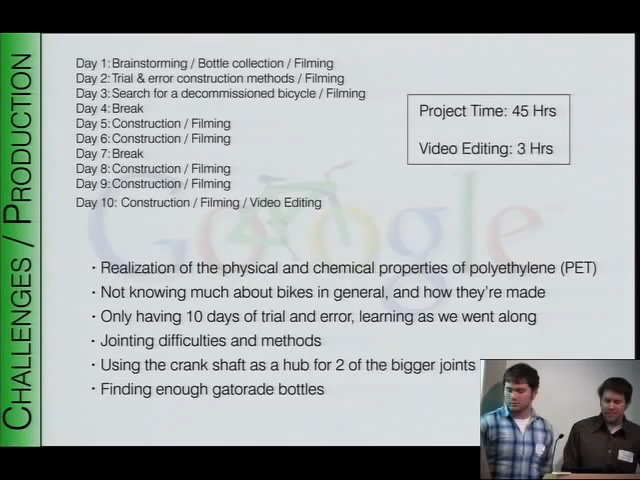 CHALLENGES / PRODUCTION
Day 1: Brainstorming / Bottle collection / Filming
Day 2: Trial & error construction methods / Filming
Day 3: Search for a decommissioned bicycle / Filming
Day 4: Break
Day 5: Construction / Filming
Day 6: Construction / Filming
Day 7: Break
Day 8: Construction / Filming
Day 9: Construction / Filming
Day 10: Construction / Filming / Video Editing
Project Time: 45 Hrs
Video Editing: 3 Hrs
Google™
· Realization of the physical and chemical properties of polyethylene (PET)
· Not knowing much about bikes in general, and how they're made
· Only having 10 days of trial and error, learning as we went along
· Jointing difficulties and methods
· Using the crank shaft as a hub for 2 of the bigger joints
· Finding enough gatorade bottles